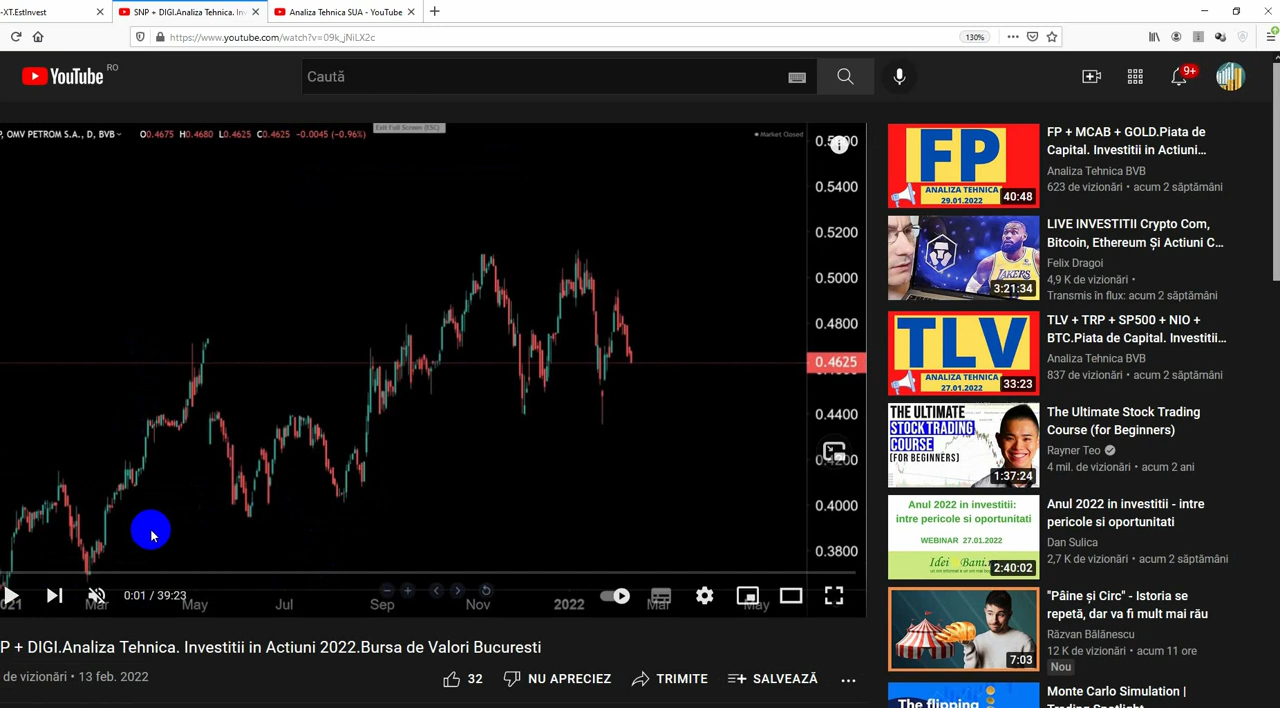 -XT.EstInvest
SNP + DIGI.Analiza Tehnica. In
Analiza Tehnica SUA - YouTube
https://www.youtube.com/watch?v=09k_jNiLX2c
130%
YouTube RO
Caută
9+
P, OMV PETROM S.A., D, BVB
O0.4675 H0.4680 L0.4625 C0.4625 -0.0045 (-0.96%)
Exit Full Screen (ESC)
Market Closed
0.5400
0.5200
0.5000
0.4800
0.4625
0.4400
0.4200
0.4000
0.3800
0:01 / 39:23
021
Mar
May
Jul
Sep
Nov
2022
Mar
May
P + DIGI.Analiza Tehnica. Investitii in Actiuni 2022.Bursa de Valori Bucuresti
de vizionări • 13 feb. 2022
32
NU APRECIEZ
TRIMITE
SALVEAZĂ
FP
ANALIZA TEHNICA
29.01.2022
40:48
FP + MCAB + GOLD.Piata de
Capital. Investitii in Actiuni...
Analiza Tehnica BVB
623 de vizionări • acum 2 săptămâni
LAKERS
3:21:34
LIVE INVESTITII Crypto Com,
Bitcoin, Ethereum Și Actiuni C...
Felix Dragoi
4,9 K de vizionări •
Transmis în flux: acum 2 săptămâni
TLV
ANALIZA TEHNICA
27.01.2022
33:23
TLV + TRP + SP500 + NIO +
BTC.Piata de Capital. Investitii...
Analiza Tehnica BVB
837 de vizionări • acum 2 săptămâni
THE ULTIMATE
STOCK TRADING
COURSE
(FOR BEGINNERS)
1:37:24
The Ultimate Stock Trading
Course (for Beginners)
Rayner Teo
4 mil. de vizionări • acum 2 ani
Anul 2022 in investitii:
intre pericole si oportunitati
WEBINAR 27.01.2022
2:40:02
Anul 2022 in investitii - intre
pericole si oportunitati
Dan Sulica
2,7 K de vizionări • acum 2 săptămâni
7:03
"Pâine și Circ" - Istoria se
repetă, dar va fi mult mai rău
Răzvan Bălănescu
12 K de vizionări • acum 11 ore
Nou
The flipping
Monte Carlo Simulation |